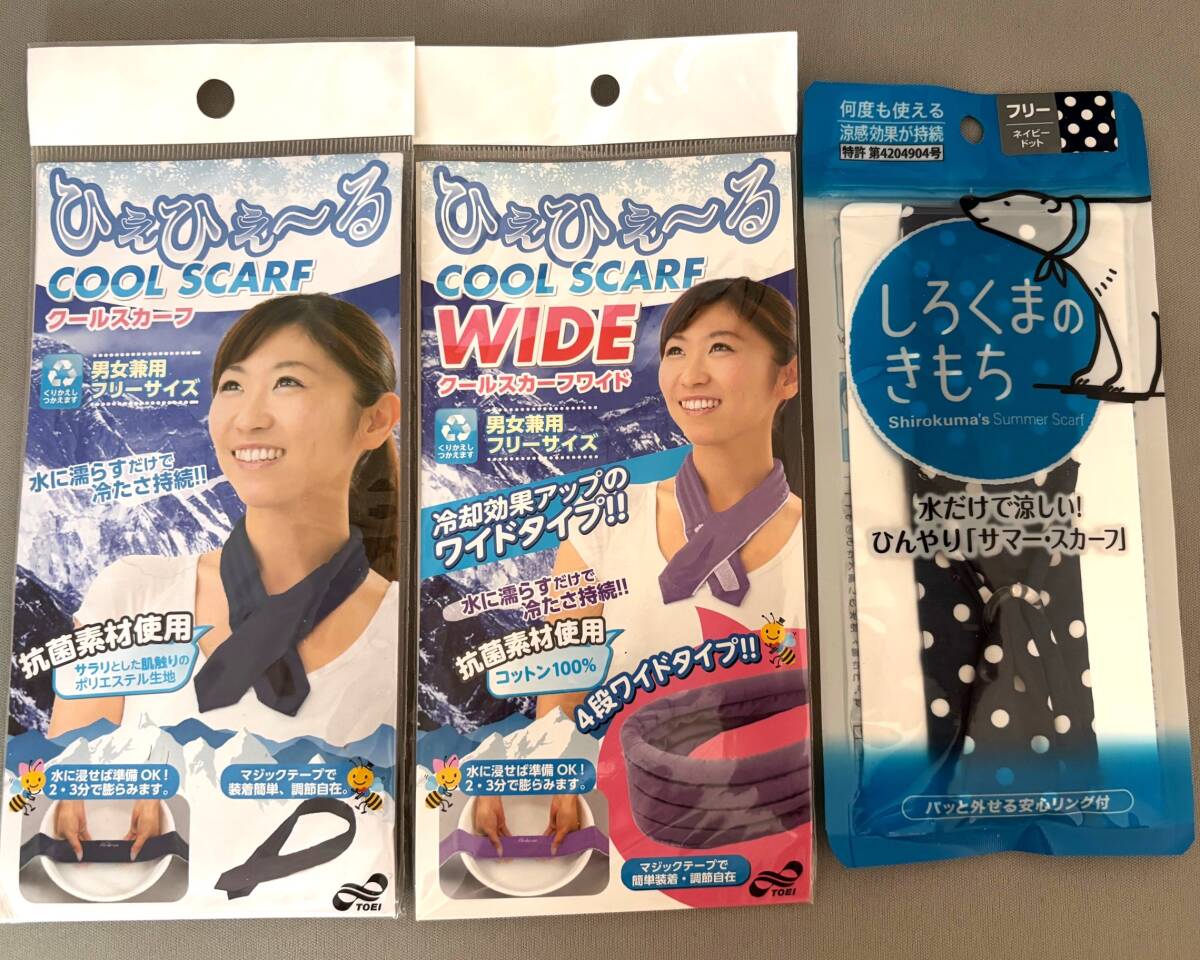 ひぇひぇ〜る
COOL SCARF
クールスカーフ
くりかえし
つかえます
男女兼用
フリーサイズ
水に濡らすだけで
冷たさ持続!!
抗菌素材使用
サラりとした肌触りの
ポリエステル生地
水に浸せば準備OK!
2・3分で膨らみます。
マジックテープで
装着簡単、調節自在。
TOEI
ひぇひぇ〜る
COOL SCARF
WIDE
クールスカーフワイド
くりかえし
つかえます
男女兼用
フリーサイズ
冷却効果アップの
ワイドタイプ!!
水に濡らすだけで
冷たさ持続!!
抗菌素材使用
コットン100%
4段ワイドタイプ!!
水に浸せば準備OK!
2・3分で膨らみます。
マジックテープで
簡単装着・調節自在
TOEI
何度も使える
涼感効果が持続
特許 第4204904号
フリー
ネイビー
ドット
しろくまの
きもち
Shirokuma's Summer Scarf
水だけで涼しい!
ひんやり「サマー・スカーフ」
パッと外せる安心リング付